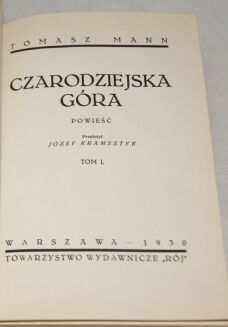 TOMASZ MANN
CZARODZIEJSKA
GÓRA
POWIEŚĆ
Przełożył
JÓZEF KRAMSZTYK
TOM I.
WARSZAWA – 1930
TOWARZYSTWO WYDAWNICZE „RÓJ"